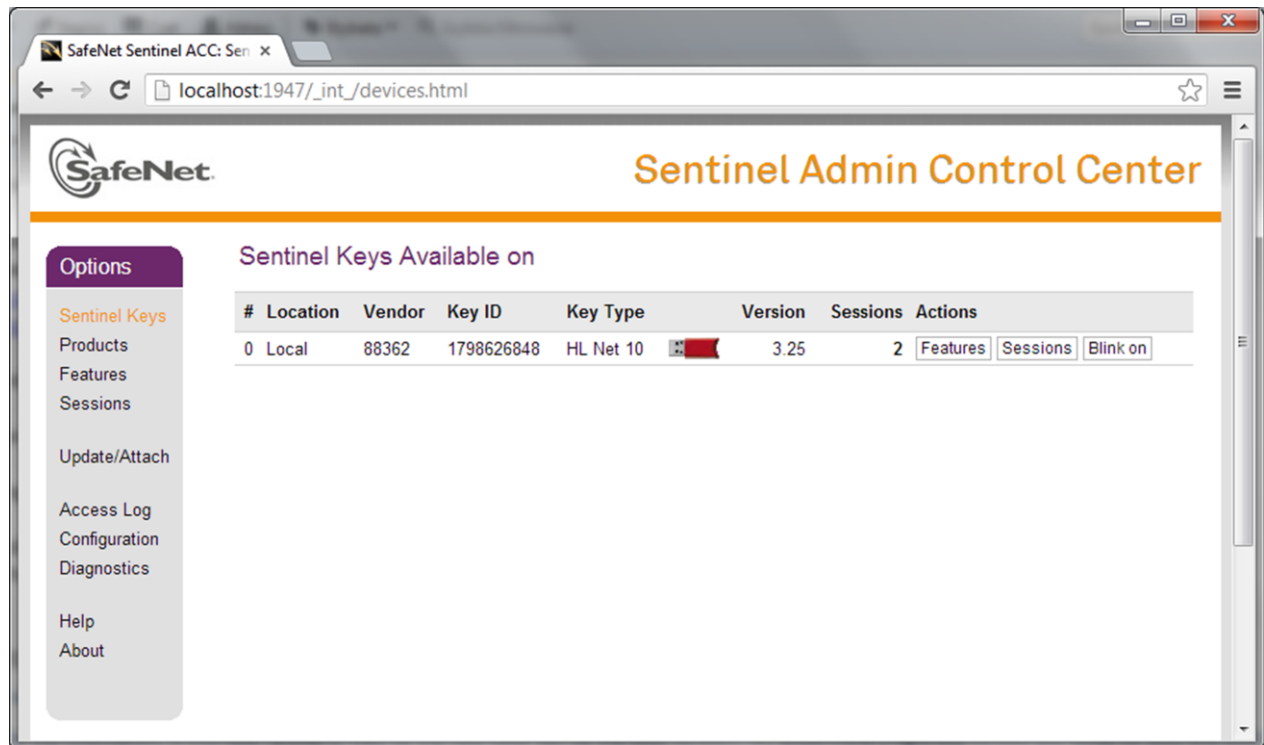 SafeNet Sentinel ACC: Sen ×
localhost:1947/_int_/devices.html
SafeNet.
Sentinel Admin Control Center
Options
Sentinel Keys
Products
Features
Sessions
Update/Attach
Access Log
Configuration
Diagnostics
Help
About
Sentinel Keys Available on
# Location Vendor Key ID Key Type Version Sessions Actions
0 Local 88362 1798626848 HL Net 10 3.25 2 Features Sessions Blink on